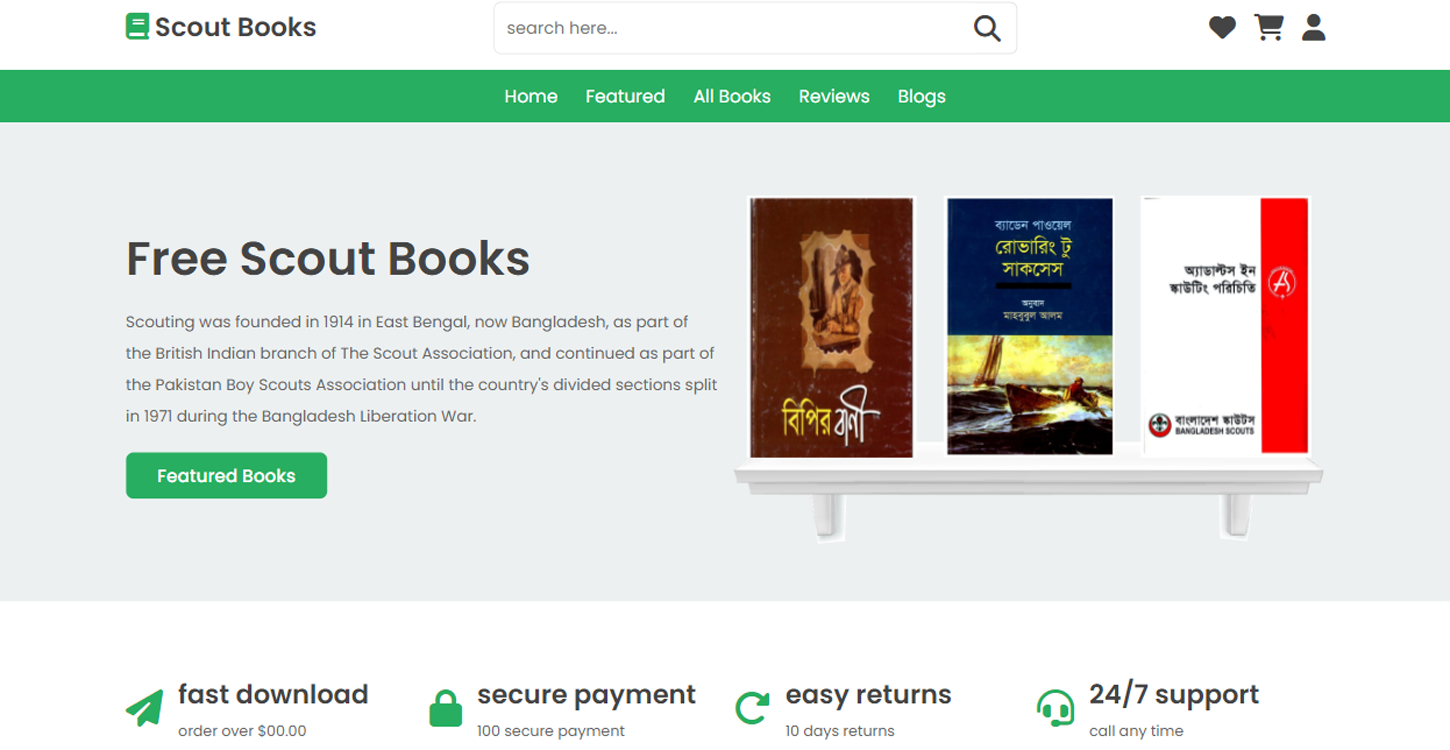 Scout Books
search here...
Home Featured All Books Reviews Blogs
Free Scout Books
Scouting was founded in 1914 in East Bengal, now Bangladesh, as part of
the British Indian branch of The Scout Association, and continued as part of
the Pakistan Boy Scouts Association until the country's divided sections split
in 1971 during the Bangladesh Liberation War.
Featured Books
বিপির বাণী
ব্যাডেন পাওয়েল
রোভারিং টু
সাকসেস
অনুবাদ
মাহবুবুল আলম
অ্যাডাল্টস ইন
স্কাউটিং পরিচিতি
বাংলাদেশ স্কাউটস
BANGLADESH SCOUTS
fast download
order over $00.00
secure payment
100 secure payment
easy returns
10 days returns
24/7 support
call any time